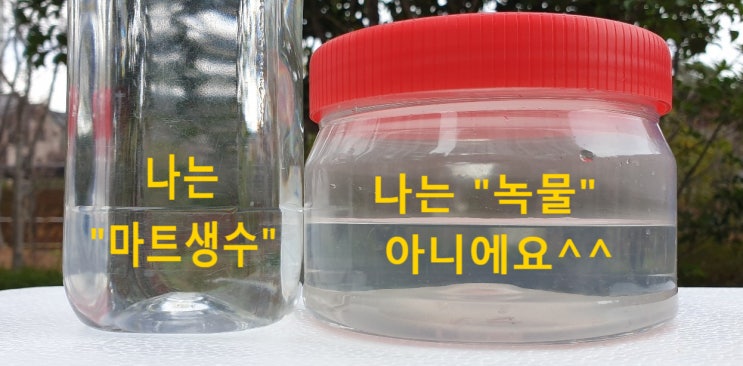 나는
"마트생수"
나는 "녹물"
아니에요^^